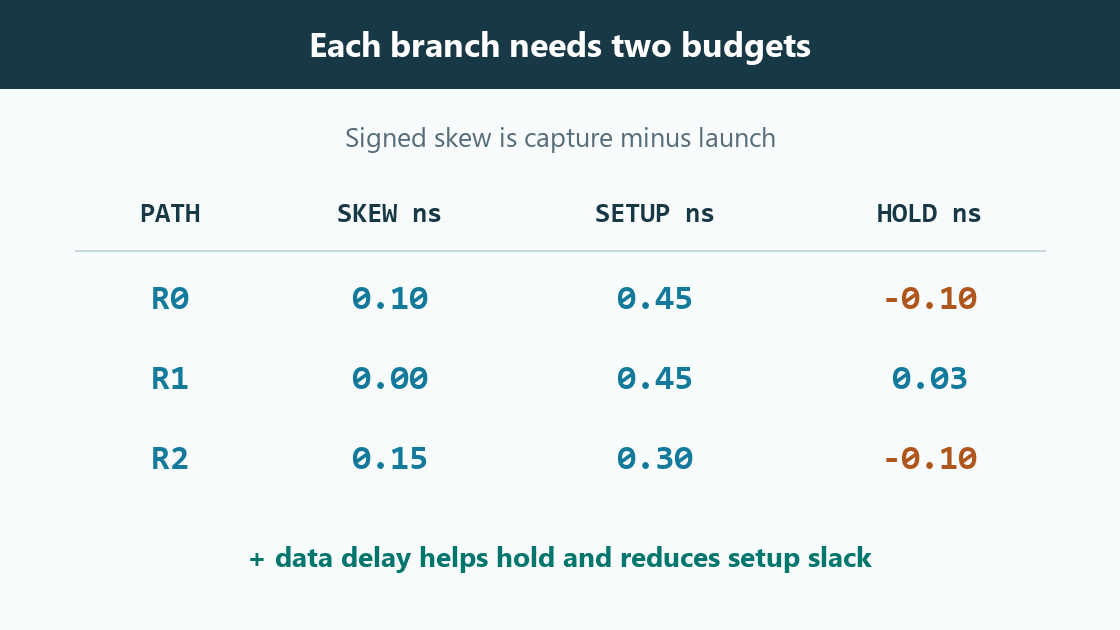 Each branch needs two budgets
Signed skew is capture minus launch
PATH SKEW ns SETUP ns HOLD ns
R0 0.10 0.45 -0.10
R1 0.00 0.45 0.03
R2 0.15 0.30 -0.10
+ data delay helps hold and reduces setup slack